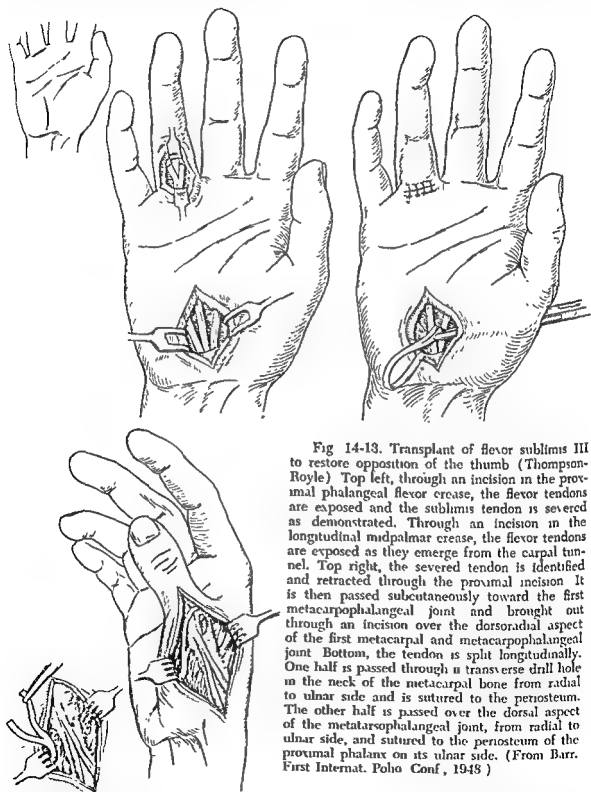 Fig 14-13. Transplant of flexor sublimis III
to restore opposition of the thumb (Thompson-
Royle) Top left, through an incision in the prox-
imal phalangeal flexor crease, the flexor tendons
are exposed and the sublimis tendon is severed
as demonstrated. Through an incision in the
longitudinal midpalmar crease, the flexor tendons
are exposed as they emerge from the carpal tun-
nel. Top right, the severed tendon is identified
and retracted through the proximal incision It
is then passed subcutaneously toward the first
metacarpophalangeal joint and brought out
through an incision over the dorsoradial aspect
of the first metacarpal and metacarpophalangeal
joint Bottom, the tendon is split longitudinally.
One half is passed through a transverse drill hole
in the neck of the metacarpal bone from radial
to ulnar side and is sutured to the periosteum.
The other half is passed over the dorsal aspect
of the metatarsophalangeal joint, from radial to
ulnar side, and sutured to the periosteum of the
proximal phalanx on its ulnar side. (From Barr.
First Internat. Polio Conf, 1948)